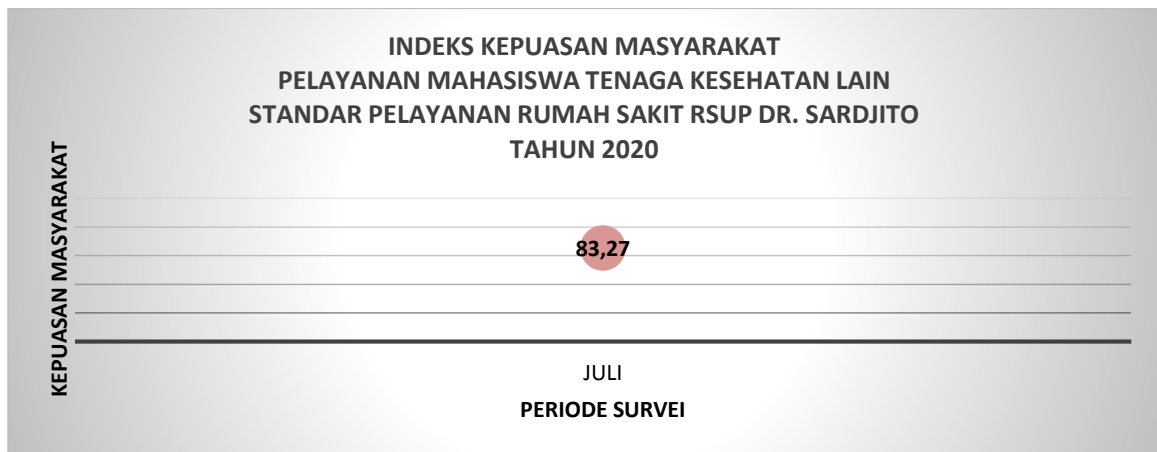 INDEKS KEPUASAN MASYARAKAT
PELAYANAN MAHASISWA TENAGA KESEHATAN LAIN
STANDAR PELAYANAN RUMAH SAKIT RSUP DR. SARDJITO
TAHUN 2020
KEPUASAN MASYARAKAT
83,27
JULI
PERIODE SURVEI